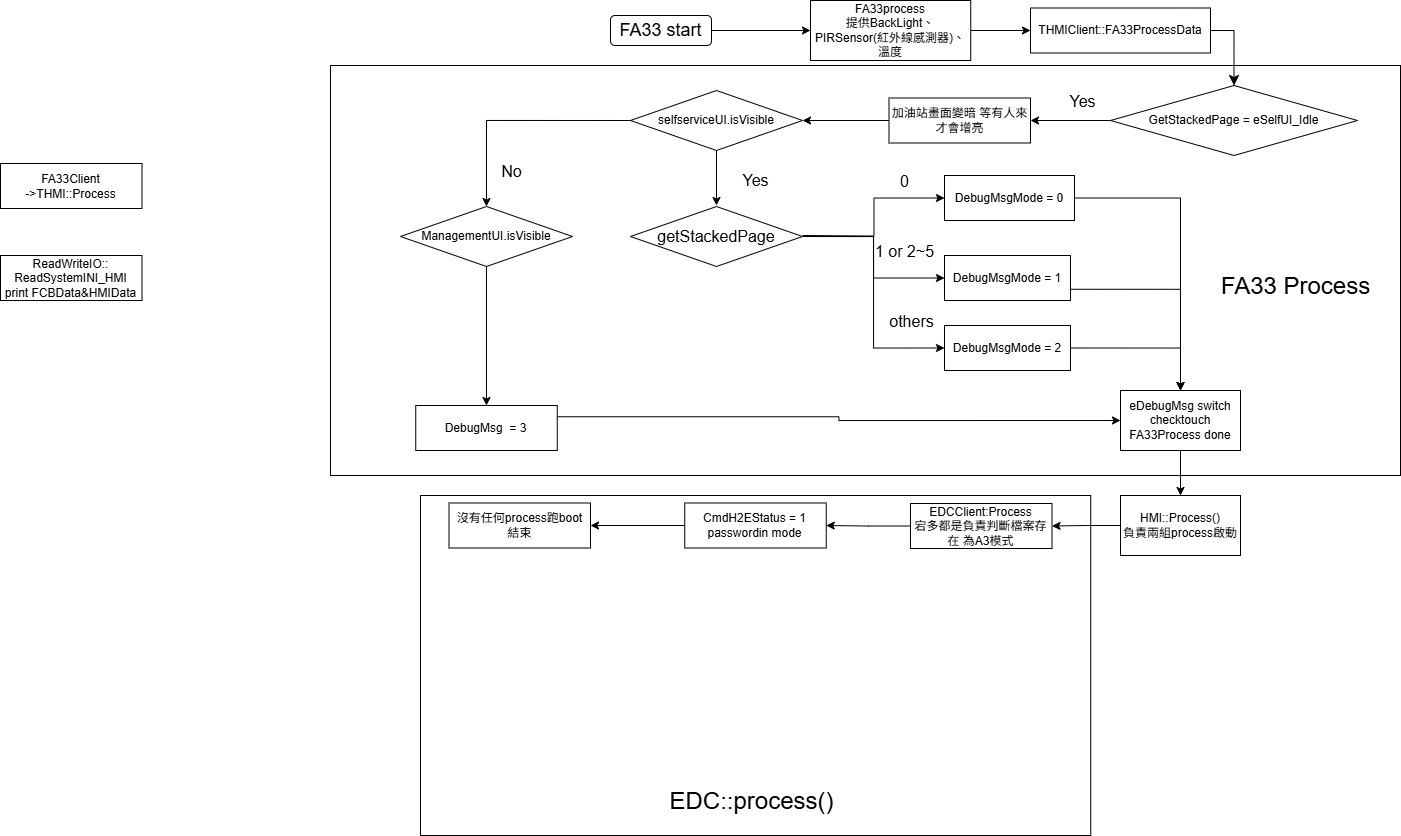 FA33 start
FA33process
提供BackLight、
PIRSensor(紅外線感測器)、
溫度
THMIClient::FA33ProcessData
GetStackedPage = eSelfUI_Idle
Yes
加油站畫面變暗 等有人來
才會增亮
selfserviceUI.isVisible
No
Yes
FA33Client
->THMI::Process
ManagementUI.isVisible
getStackedPage
0
DebugMsgMode = 0
1 or 2~5
DebugMsgMode = 1
others
DebugMsgMode = 2
ReadWriteIO::
ReadSystemINI_HMI
print FCBData&HMIData
FA33 Process
DebugMsg  = 3
eDebugMsg switch
checktouch
FA33Process done
HMI::Process()
負責兩組process啟動
EDCClient:Process
宕多都是負責判斷檔案存
在 為A3模式
CmdH2EStatus = 1
passwordin mode
沒有任何process跑boot
結束
EDC::process()